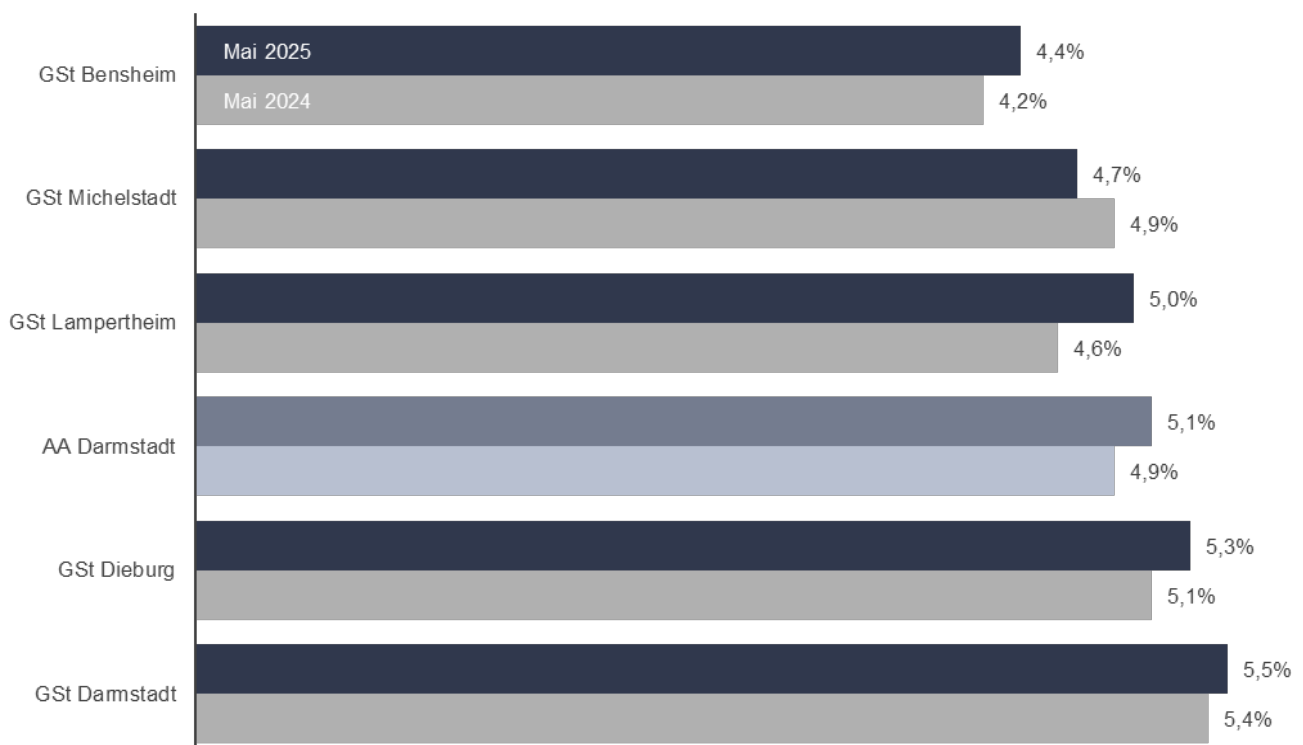 GSt Bensheim
Mai 2025
4,4%
Mai 2024
4,2%
GSt Michelstadt
4,7%
4,9%
GSt Lampertheim
5,0%
4,6%
AA Darmstadt
5,1%
4,9%
GSt Dieburg
5,3%
5,1%
GSt Darmstadt
5,5%
5,4%